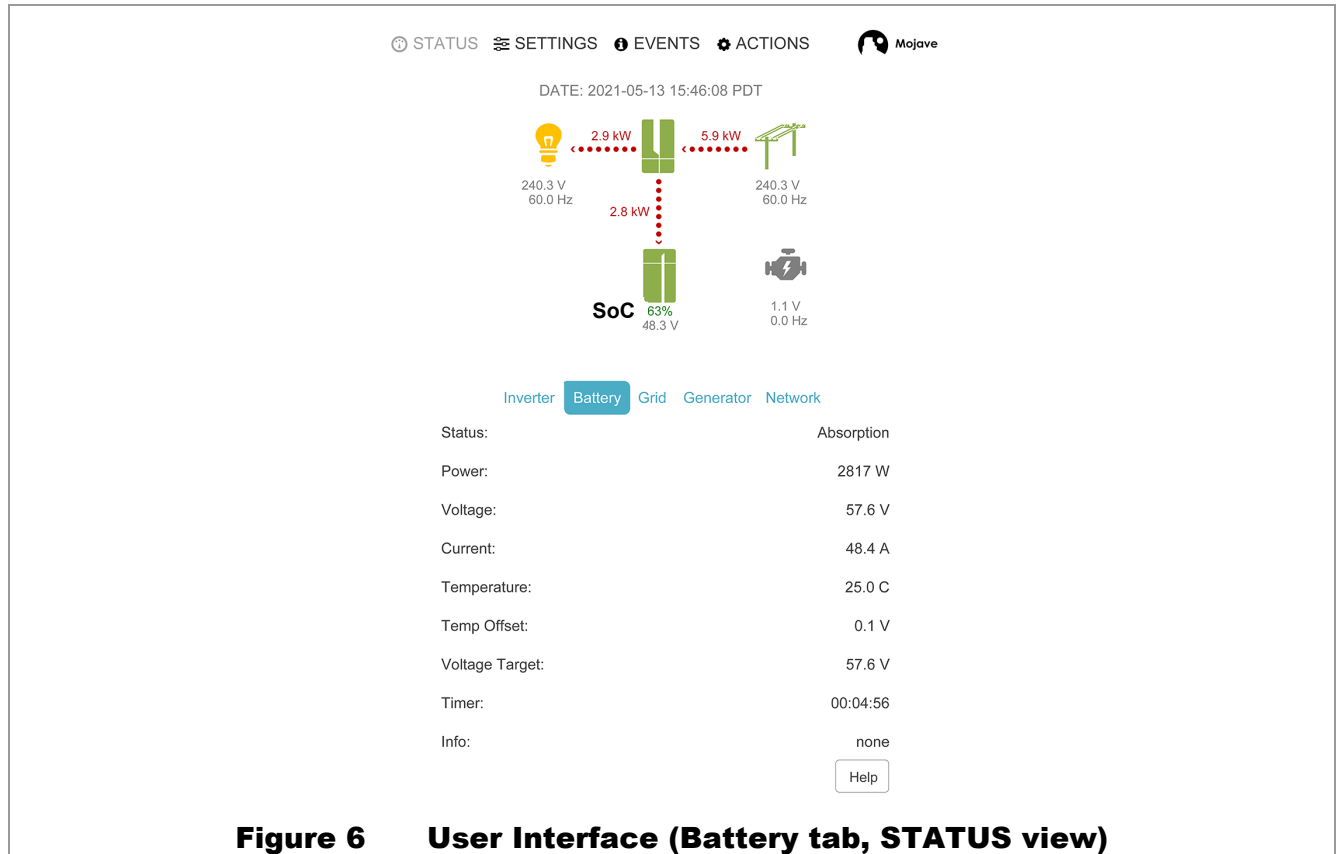 STATUS SETTINGS EVENTS ACTIONS Mojave
DATE: 2021-05-13 15:46:08 PDT
2.9 kW 5.9 kW
240.3 V 240.3 V
60.0 Hz 60.0 Hz
2.8 kW
SoC 63% 1.1 V
48.3 V 0.0 Hz
Inverter Battery Grid Generator Network
Status: Absorption
Power: 2817 W
Voltage: 57.6 V
Current: 48.4 A
Temperature: 25.0 C
Temp Offset: 0.1 V
Voltage Target: 57.6 V
Timer: 00:04:56
Info: none
Help
Figure 6 User Interface (Battery tab, STATUS view)